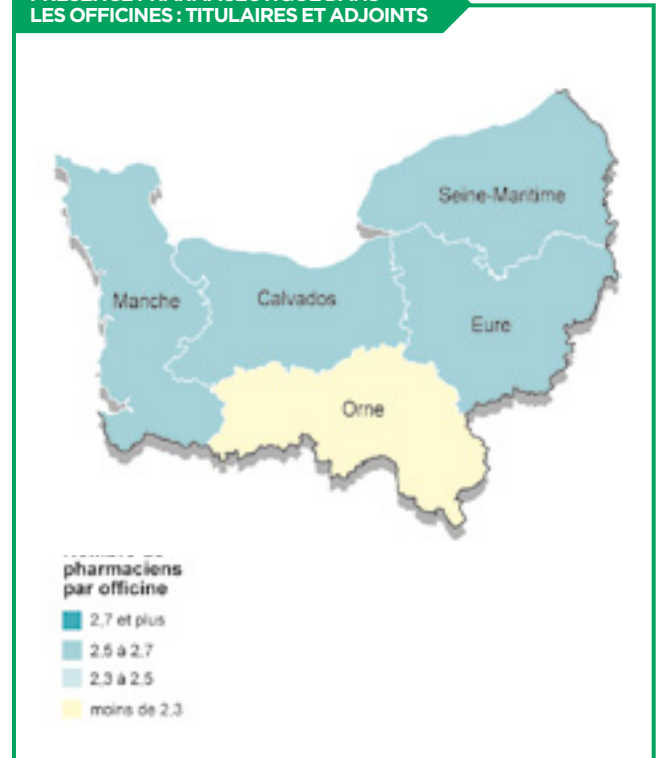 LES OFFICINES : TITULAIRES ET ADJOINTS
Seine-Maritime
Manche
Calvados
Eure
Orne
pharmaciens
par officine
2,7 et plus
2,5 à 2,7
2,3 à 2,5
moins de 2,3